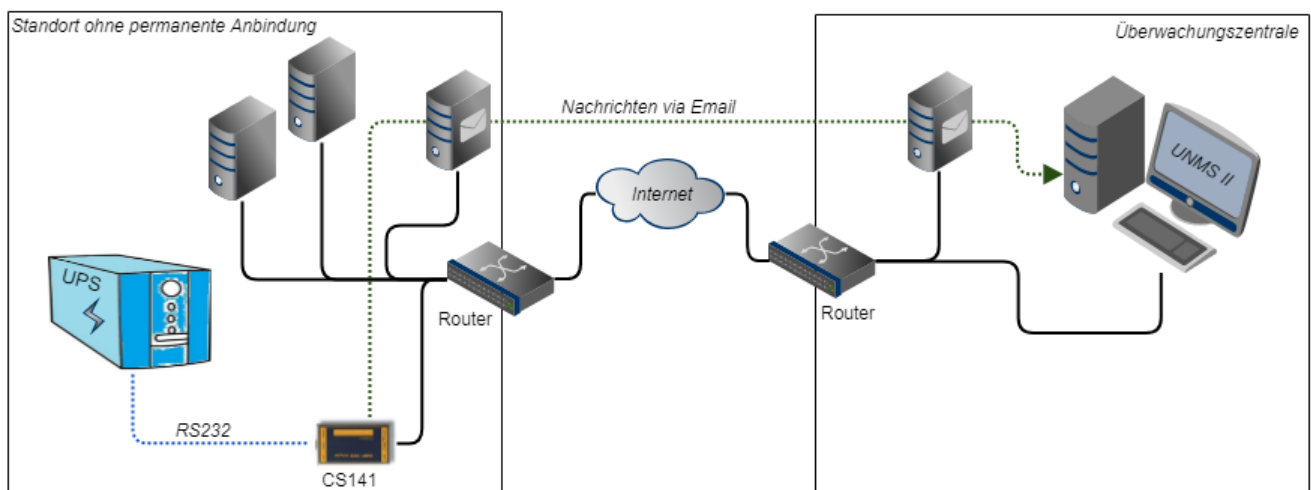 Standort ohne permanente Anbindung
Überwachungszentrale
Nachrichten via Email
UNMS II
Internet
UPS
Router
Router
RS232
CS141